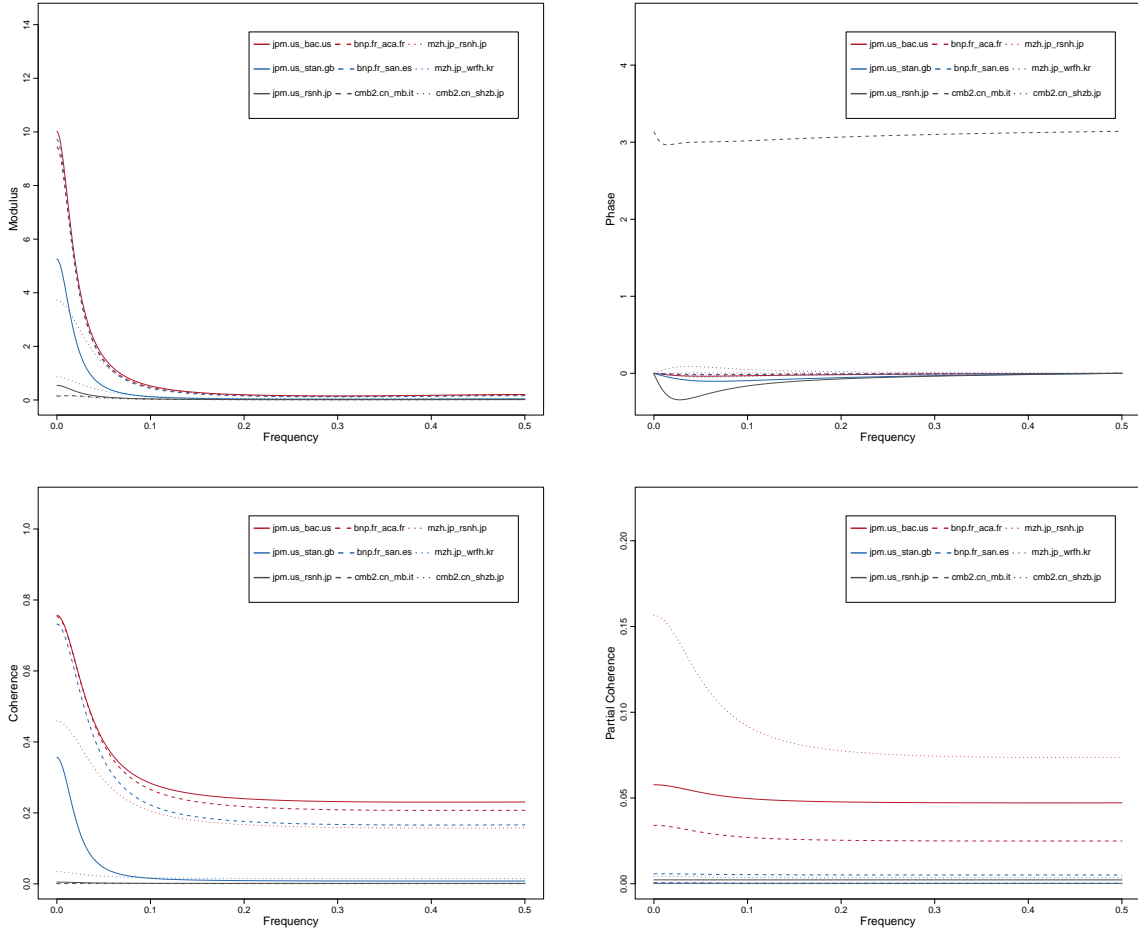 14
12
10
8
6
4
2
0
Modulus
0.0 0.1 0.2 0.3 0.4 0.5
Frequency
jpm.us_bac.us bnp.fr_aca.fr mzh.jp_rsnh.jp
jpm.us_stan.gb bnp.fr_san.es mzh.jp_wrfh.kr
jpm.us_rsnh.jp cmb2.cn_mb.it cmb2.cn_shzb.jp
4
3
2
1
0
Phase
0.0 0.1 0.2 0.3 0.4 0.5
Frequency
jpm.us_bac.us bnp.fr_aca.fr mzh.jp_rsnh.jp
jpm.us_stan.gb bnp.fr_san.es mzh.jp_wrfh.kr
jpm.us_rsnh.jp cmb2.cn_mb.it cmb2.cn_shzb.jp
1.0
0.8
0.6
0.4
0.2
0.0
Coherence
0.0 0.1 0.2 0.3 0.4 0.5
Frequency
jpm.us_bac.us bnp.fr_aca.fr mzh.jp_rsnh.jp
jpm.us_stan.gb bnp.fr_san.es mzh.jp_wrfh.kr
jpm.us_rsnh.jp cmb2.cn_mb.it cmb2.cn_shzb.jp
0.20
0.15
0.10
0.05
0.00
Partial Coherence
0.0 0.1 0.2 0.3 0.4 0.5
Frequency
jpm.us_bac.us bnp.fr_aca.fr mzh.jp_rsnh.jp
jpm.us_stan.gb bnp.fr_san.es mzh.jp_wrfh.kr
jpm.us_rsnh.jp cmb2.cn_mb.it cmb2.cn_shzb.jp